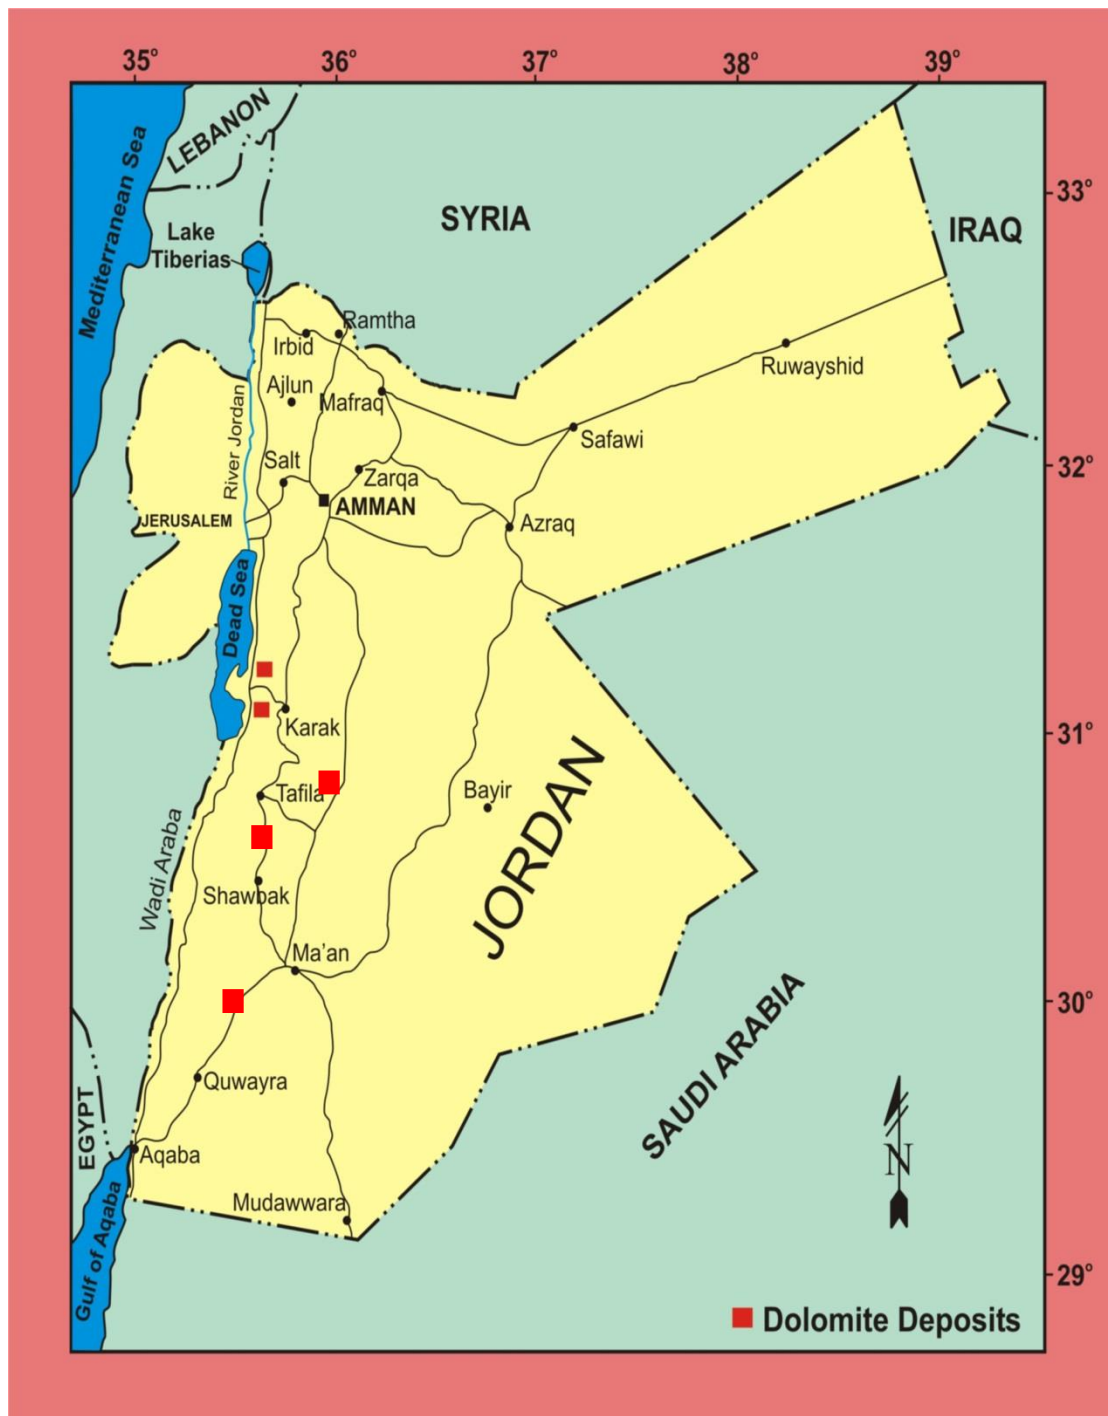 35°
36°
37°
38°
39°
LEBANON
Mediterranean Sea
33°
SYRIA
IRAQ
Lake
Tiberias
Ramtha
Irbid
Ruwayshid
Ajlun
Mafraq
River Jordan
Safawi
32°
Salt
Zarqa
AMMAN
JERUSALEM
Azraq
Dead Sea
Karak
31°
Tafila
Bayir
JORDAN
Wadi Araba
Shawbak
Ma'an
30°
SAUDI ARABIA
Quwayra
EGYPT
Aqaba
N
Mudawwara
Gulf of Aqaba
29°
Dolomite Deposits